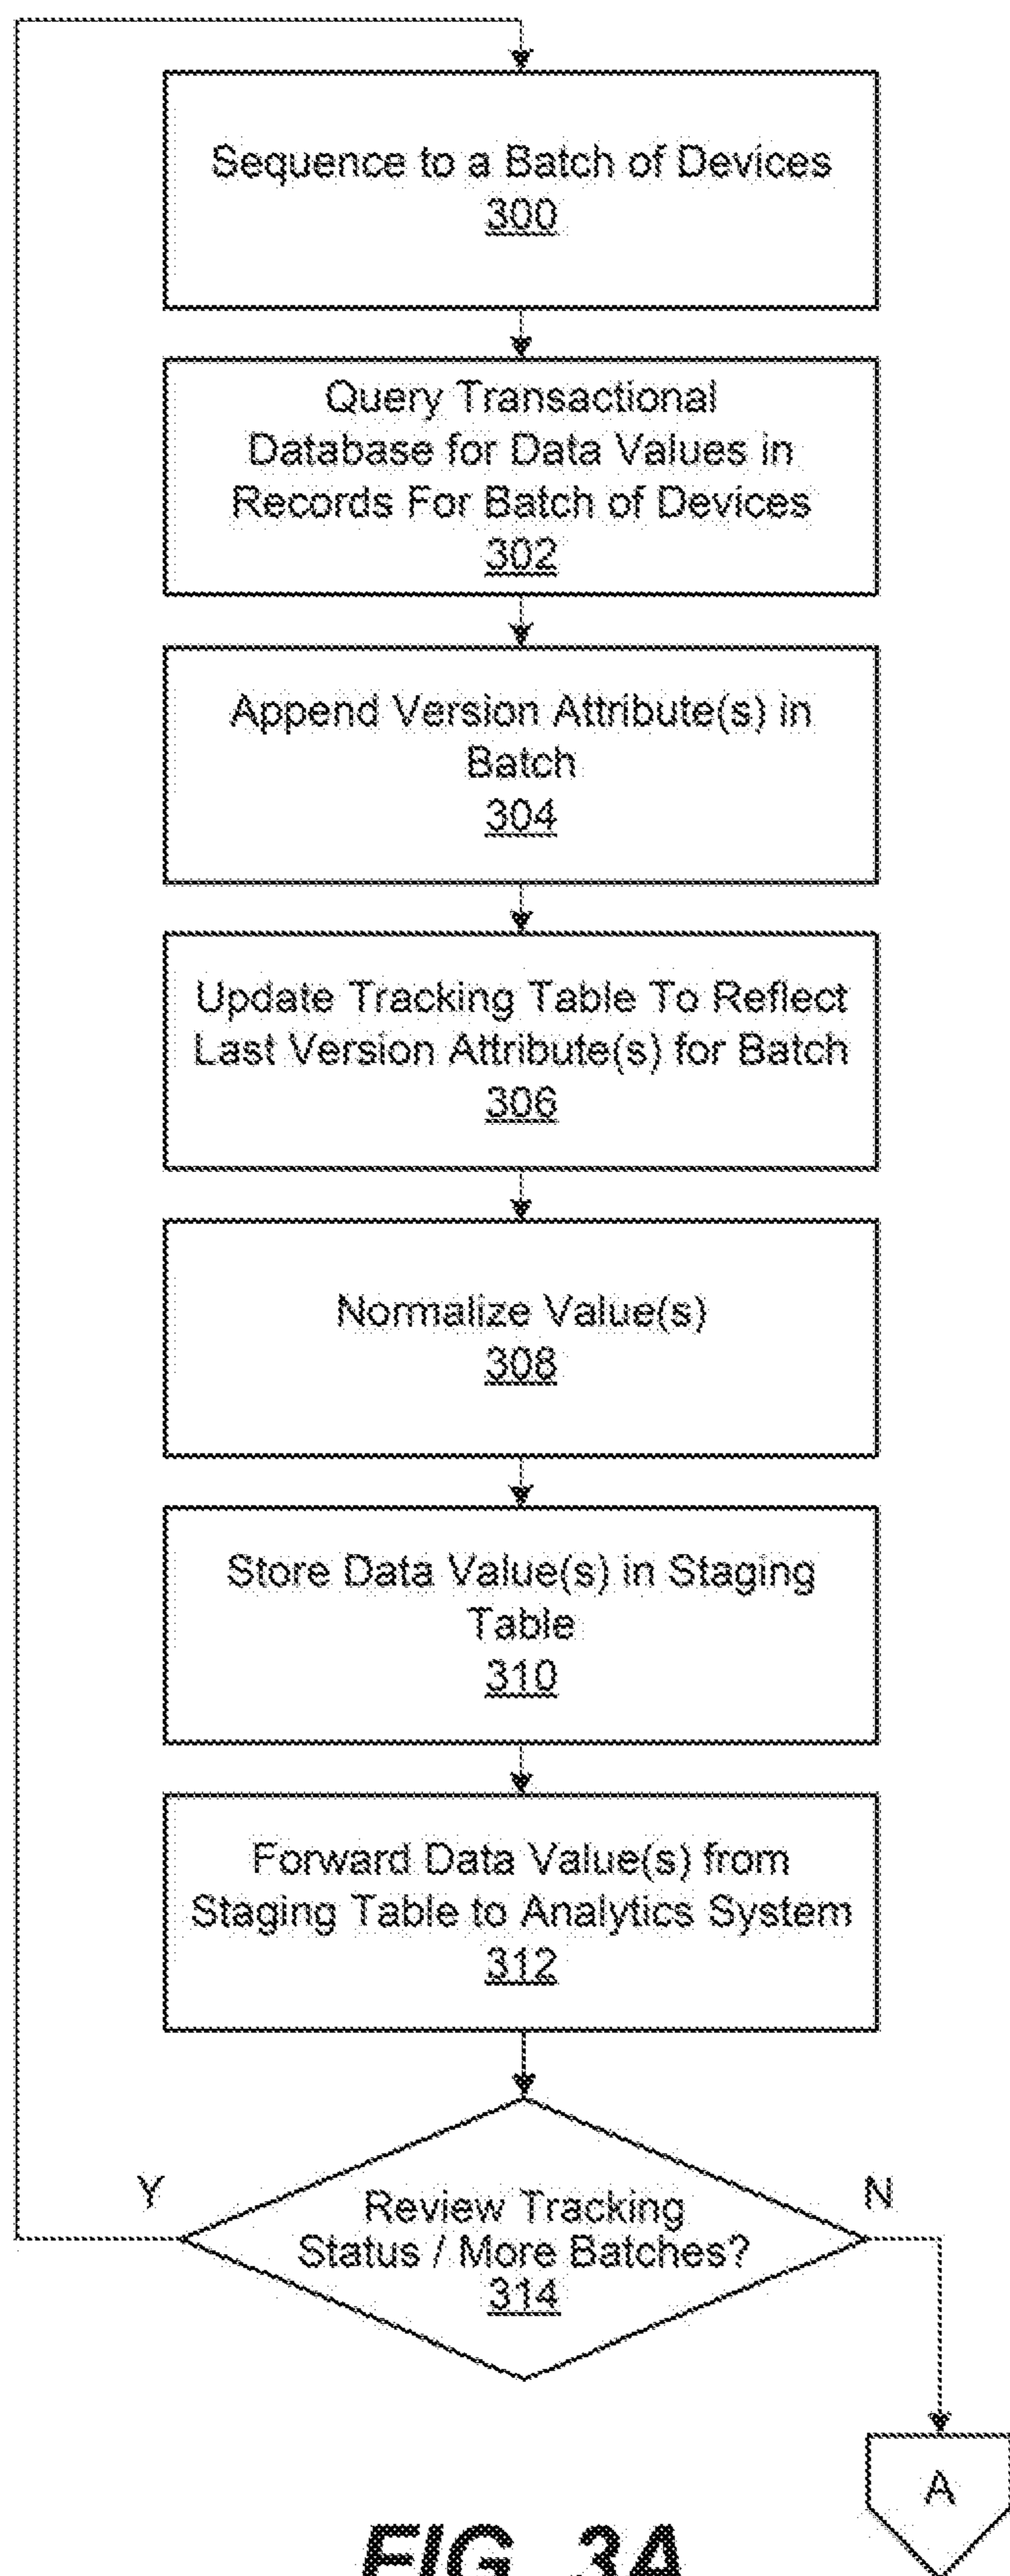 Sequence to a Batch of Devices
300
Query Transactional
Database for Data Values in
Records For Batch of Devices
302
Append Version Attribute(s) in
Batch
304
Update Tracking Table To Reflect
Last Version Attribute(s) for Batch
306
Normalize Value(s)
308
Store Data Value(s) in Staging
Table
310
Forward Data Value(s) from
Staging Table to Analytics System
312
Y
N
Review Tracking
Status / More Batches?
314
A
FIG. 3A